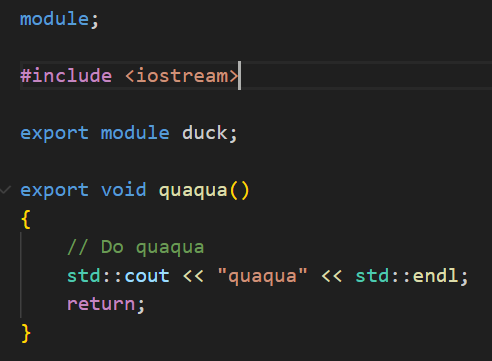 module;
#include <iostream>
export module duck;
export void quaqua()
{
// Do quaqua
std::cout << "quaqua" << std::endl;
return;
}